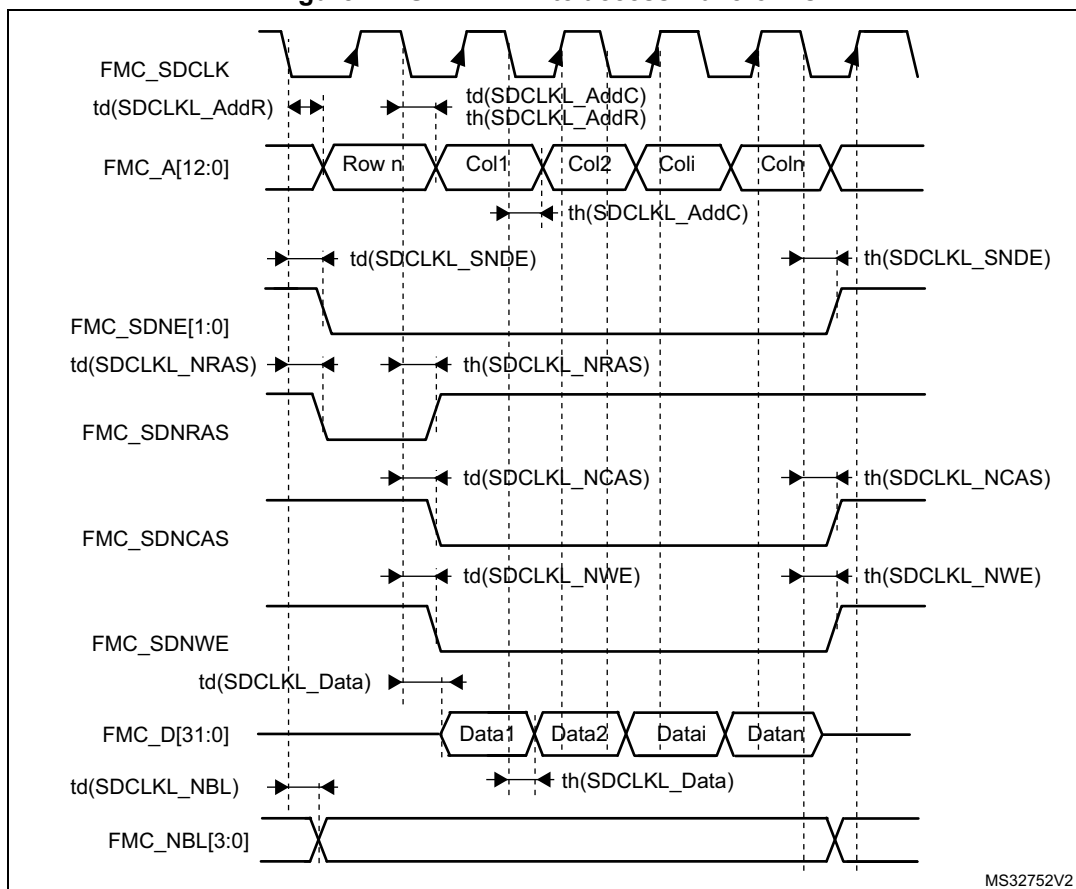 FMC_SDCLK
td(SDCLKL_AddR)
td(SDCLKL_AddC)
th(SDCLKL_AddR)
FMC_A[12:0]
Row n
Col1
Col2
Coli
Coln
th(SDCLKL_AddC)
td(SDCLKL_SNDE)
th(SDCLKL_SNDE)
FMC_SDNE[1:0]
td(SDCLKL_NRAS)
th(SDCLKL_NRAS)
FMC_SDNRAS
td(SDCLKL_NCAS)
th(SDCLKL_NCAS)
FMC_SDNCAS
td(SDCLKL_NWE)
th(SDCLKL_NWE)
FMC_SDNWE
td(SDCLKL_Data)
FMC_D[31:0]
Data1
Data2
Datai
Datan
td(SDCLKL_NBL)
th(SDCLKL_Data)
FMC_NBL[3:0]
MS32752V2